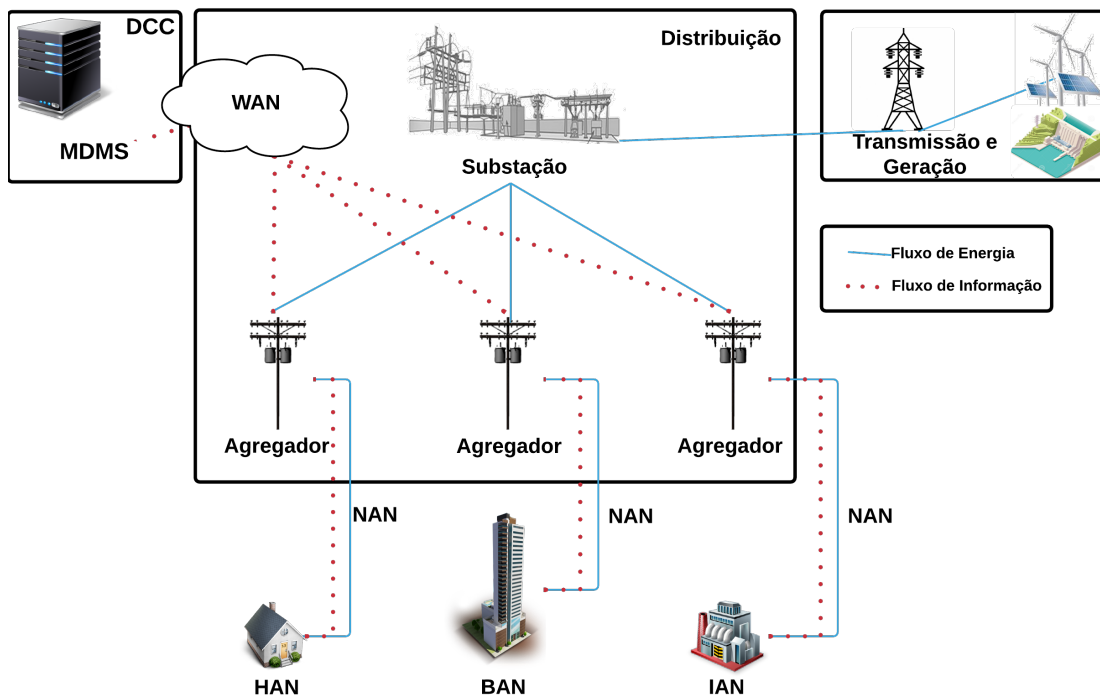 DCC
MDMS
WAN
Distribuição
Substação
Transmissão e
Geração
Fluxo de Energia
Fluxo de Informação
Agregador
Agregador
Agregador
NAN
NAN
NAN
HAN
BAN
IAN